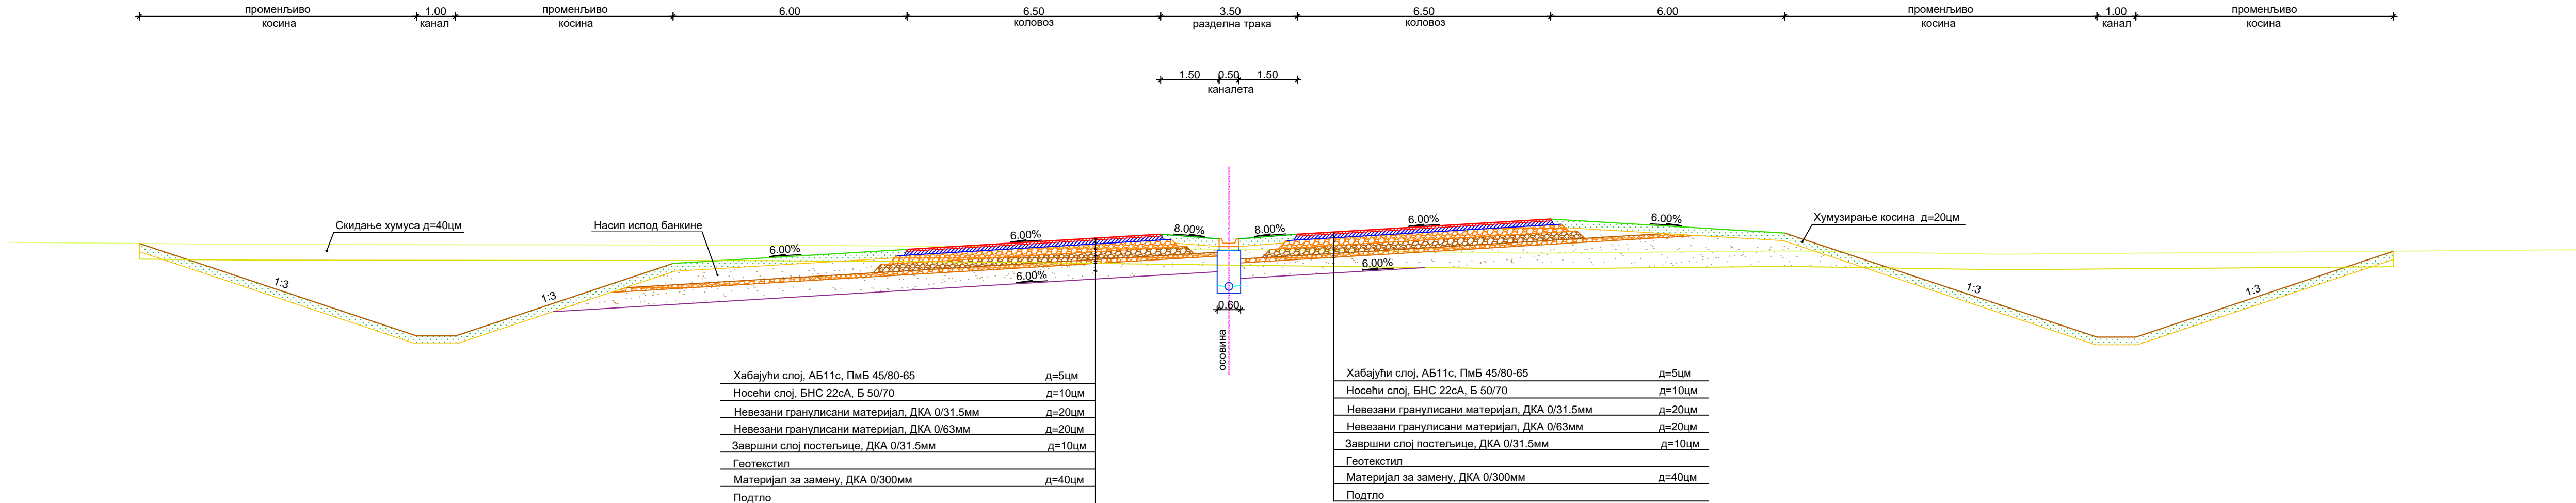 променљиво 1.00 променљиво 6.00 6.50 3.50 6.50 6.00 променљиво 1.00 променљиво
косина канал косина коловоз разделна трака коловоз косина канал косина
1.50 0.50 1.50
каналета
Скидање хумуса д=40цм
Насип испод банкине
6.00%
6.00%
8.00%
8.00%
6.00%
6.00%
Хумузирање косина д=20цм
1:3
1:3
6.00%
6.00%
1:3
1:3
0.60
осовина
Хабајући слој, АБ11с, ПмБ 45/80-65 д=5цм
Носећи слој, БНС 22сА, Б 50/70 д=10цм
Невезани гранулисани материјал, ДКА 0/31.5мм д=20цм
Невезани гранулисани материјал, ДКА 0/63мм д=20цм
Завршни слој постељице, ДКА 0/31.5мм д=10цм
Геотекстил
Материјал за замену, ДКА 0/300мм д=40цм
Подтло
Хабајући слој, АБ11с, ПмБ 45/80-65 д=5цм
Носећи слој, БНС 22сА, Б 50/70 д=10цм
Невезани гранулисани материјал, ДКА 0/31.5мм д=20цм
Невезани гранулисани материјал, ДКА 0/63мм д=20цм
Завршни слој постељице, ДКА 0/31.5мм д=10цм
Геотекстил
Материјал за замену, ДКА 0/300мм д=40цм
Подтло